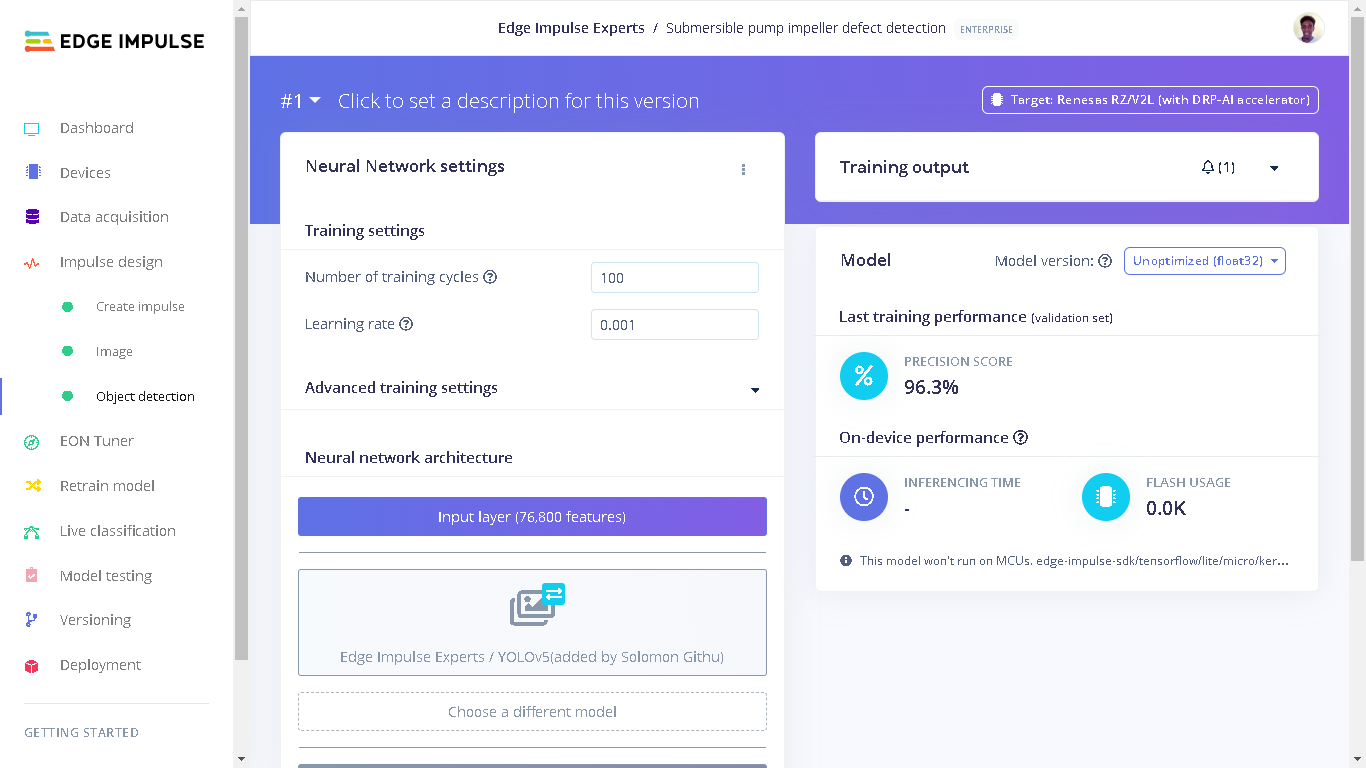 EDGE IMPULSE
Dashboard
Devices
Data acquisition
Impulse design
Create impulse
Image
Object detection
EON Tuner
Retrain model
Live classification
Model testing
Versioning
Deployment
GETTING STARTED
Edge Impulse Experts / Submersible pump impeller defect detection ENTERPRISE
#1 Click to set a description for this version
Target: Renesas RZ/V2L (with DRP-AI accelerator)
Neural Network settings
Training settings
Number of training cycles ?
100
Learning rate ?
0.001
Advanced training settings
Neural network architecture
Input layer (76,800 features)
Edge Impulse Experts / YOLOv5(added by Solomon Githu)
Choose a different model
Training output (1)
Model
Model version: ? Unoptimized (float32)
Last training performance (validation set)
%
PRECISION SCORE
96.3%
On-device performance ?
INFERENCING TIME
-
FLASH USAGE
0.0K
This model won't run on MCUs. edge-impulse-sdk/tensorflow/lite/micro/ker...